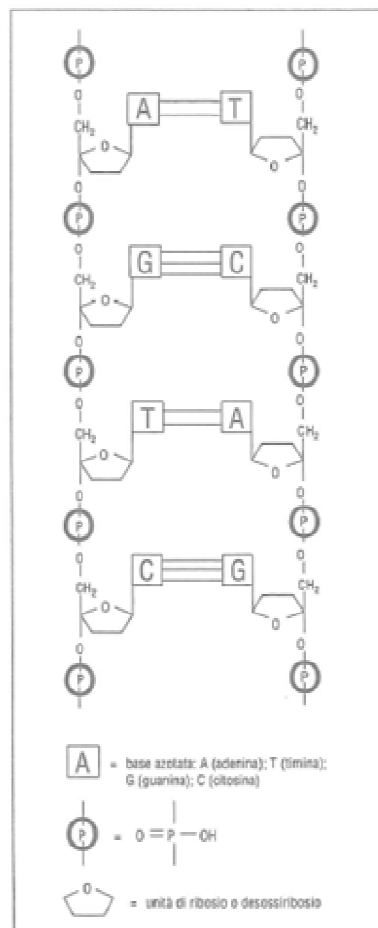 P P
O O
A T
CH₂ CH₂
O O
O O
P P
O O
G C
CH₂ CH₂
O O
O O
P P
O O
T A
CH₂ CH₂
O O
O O
P P
O O
C G
CH₂ CH₂
O O
O O
P P
A = base azotata: A (adenina); T (timina);
G (guanina); C (citosina)
P = O=P—OH
O = unità di ribosio o desossiribosio